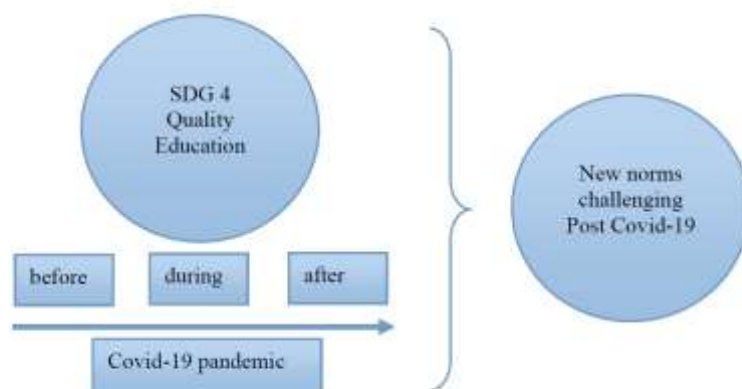 SDG 4
Quality
Education
before
during
after
Covid-19 pandemic
New norms
challenging
Post Covid-19